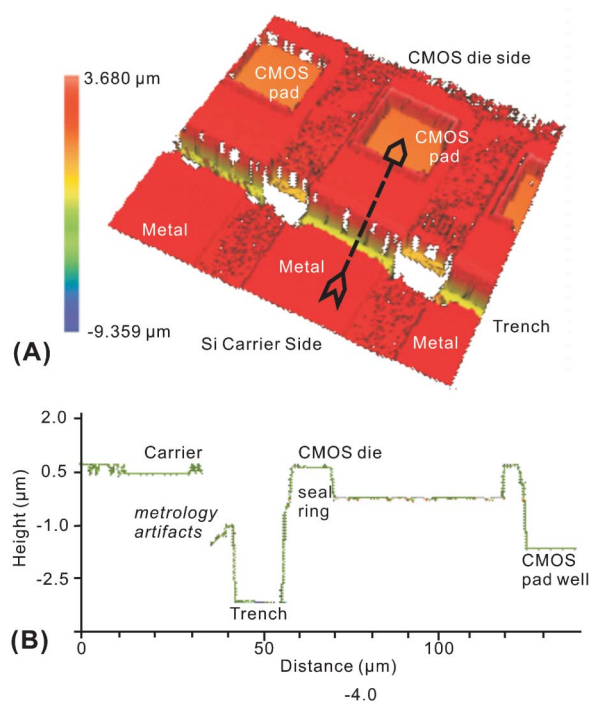 3.680 µm
CMOS die side
CMOS
pad
CMOS
pad
Metal
Metal
-9.359 µm
Trench
Si Carrier Side
Metal
(A)
2.0
Carrier
CMOS die
0.5
seal
ring
metrology
artifacts
Height (µm)
-1.0
-2.5
CMOS
pad well
Trench
(B)
0
50
100
Distance (µm)
-4.0